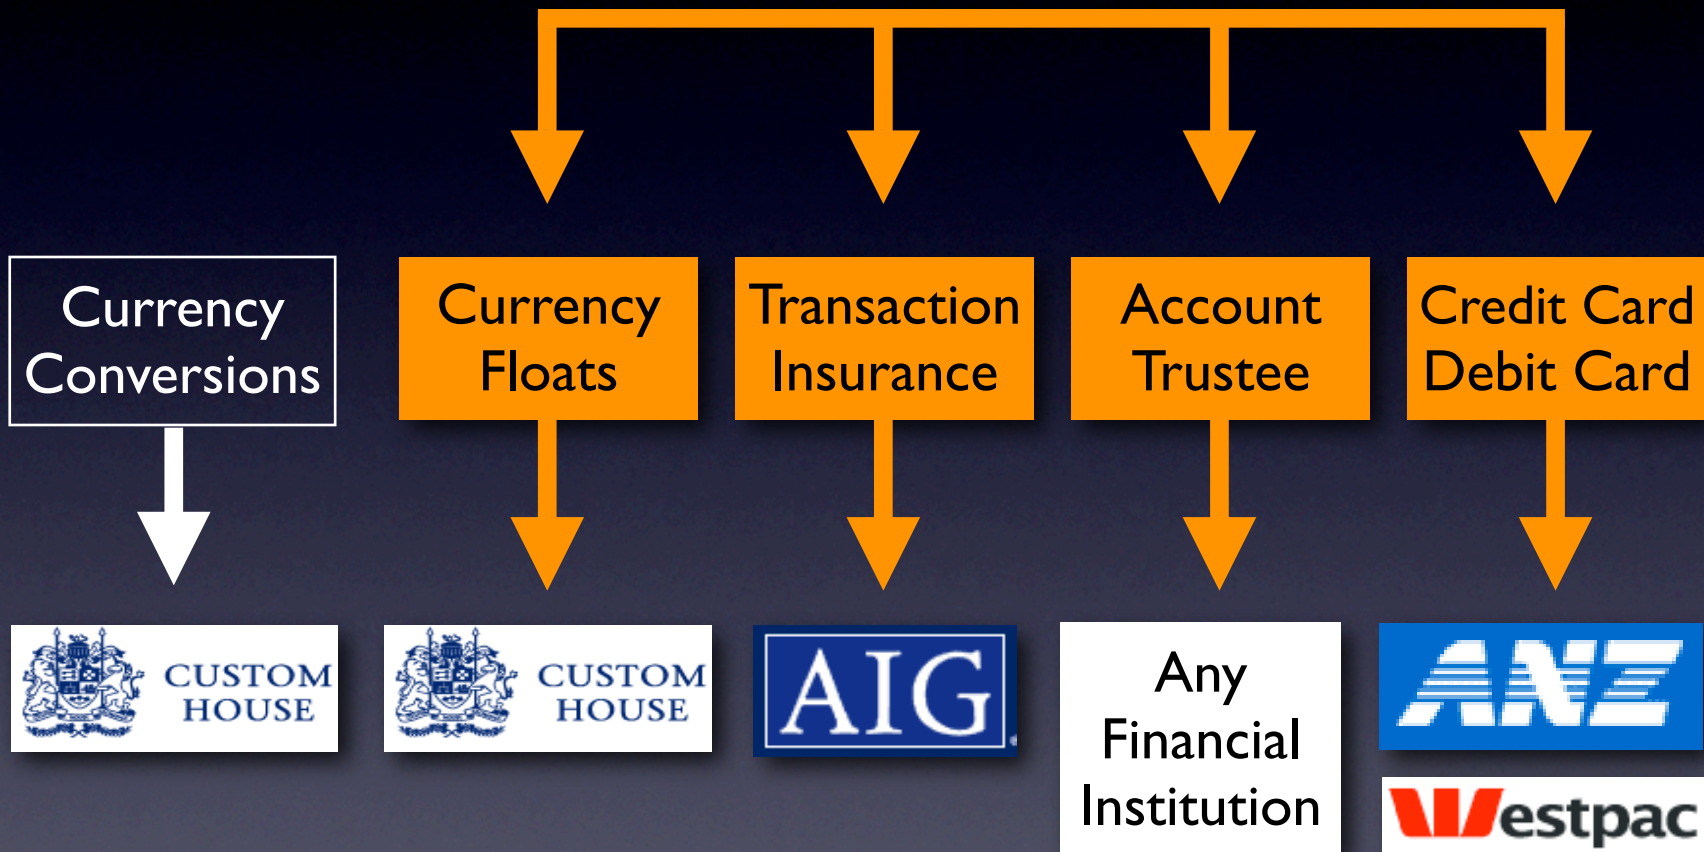 Currency
Conversions
Currency
Floats
Transaction
Insurance
Account
Trustee
Credit Card
Debit Card
CUSTOM
HOUSE
CUSTOM
HOUSE
AIG
Any
Financial
Institution
ANZ
Westpac